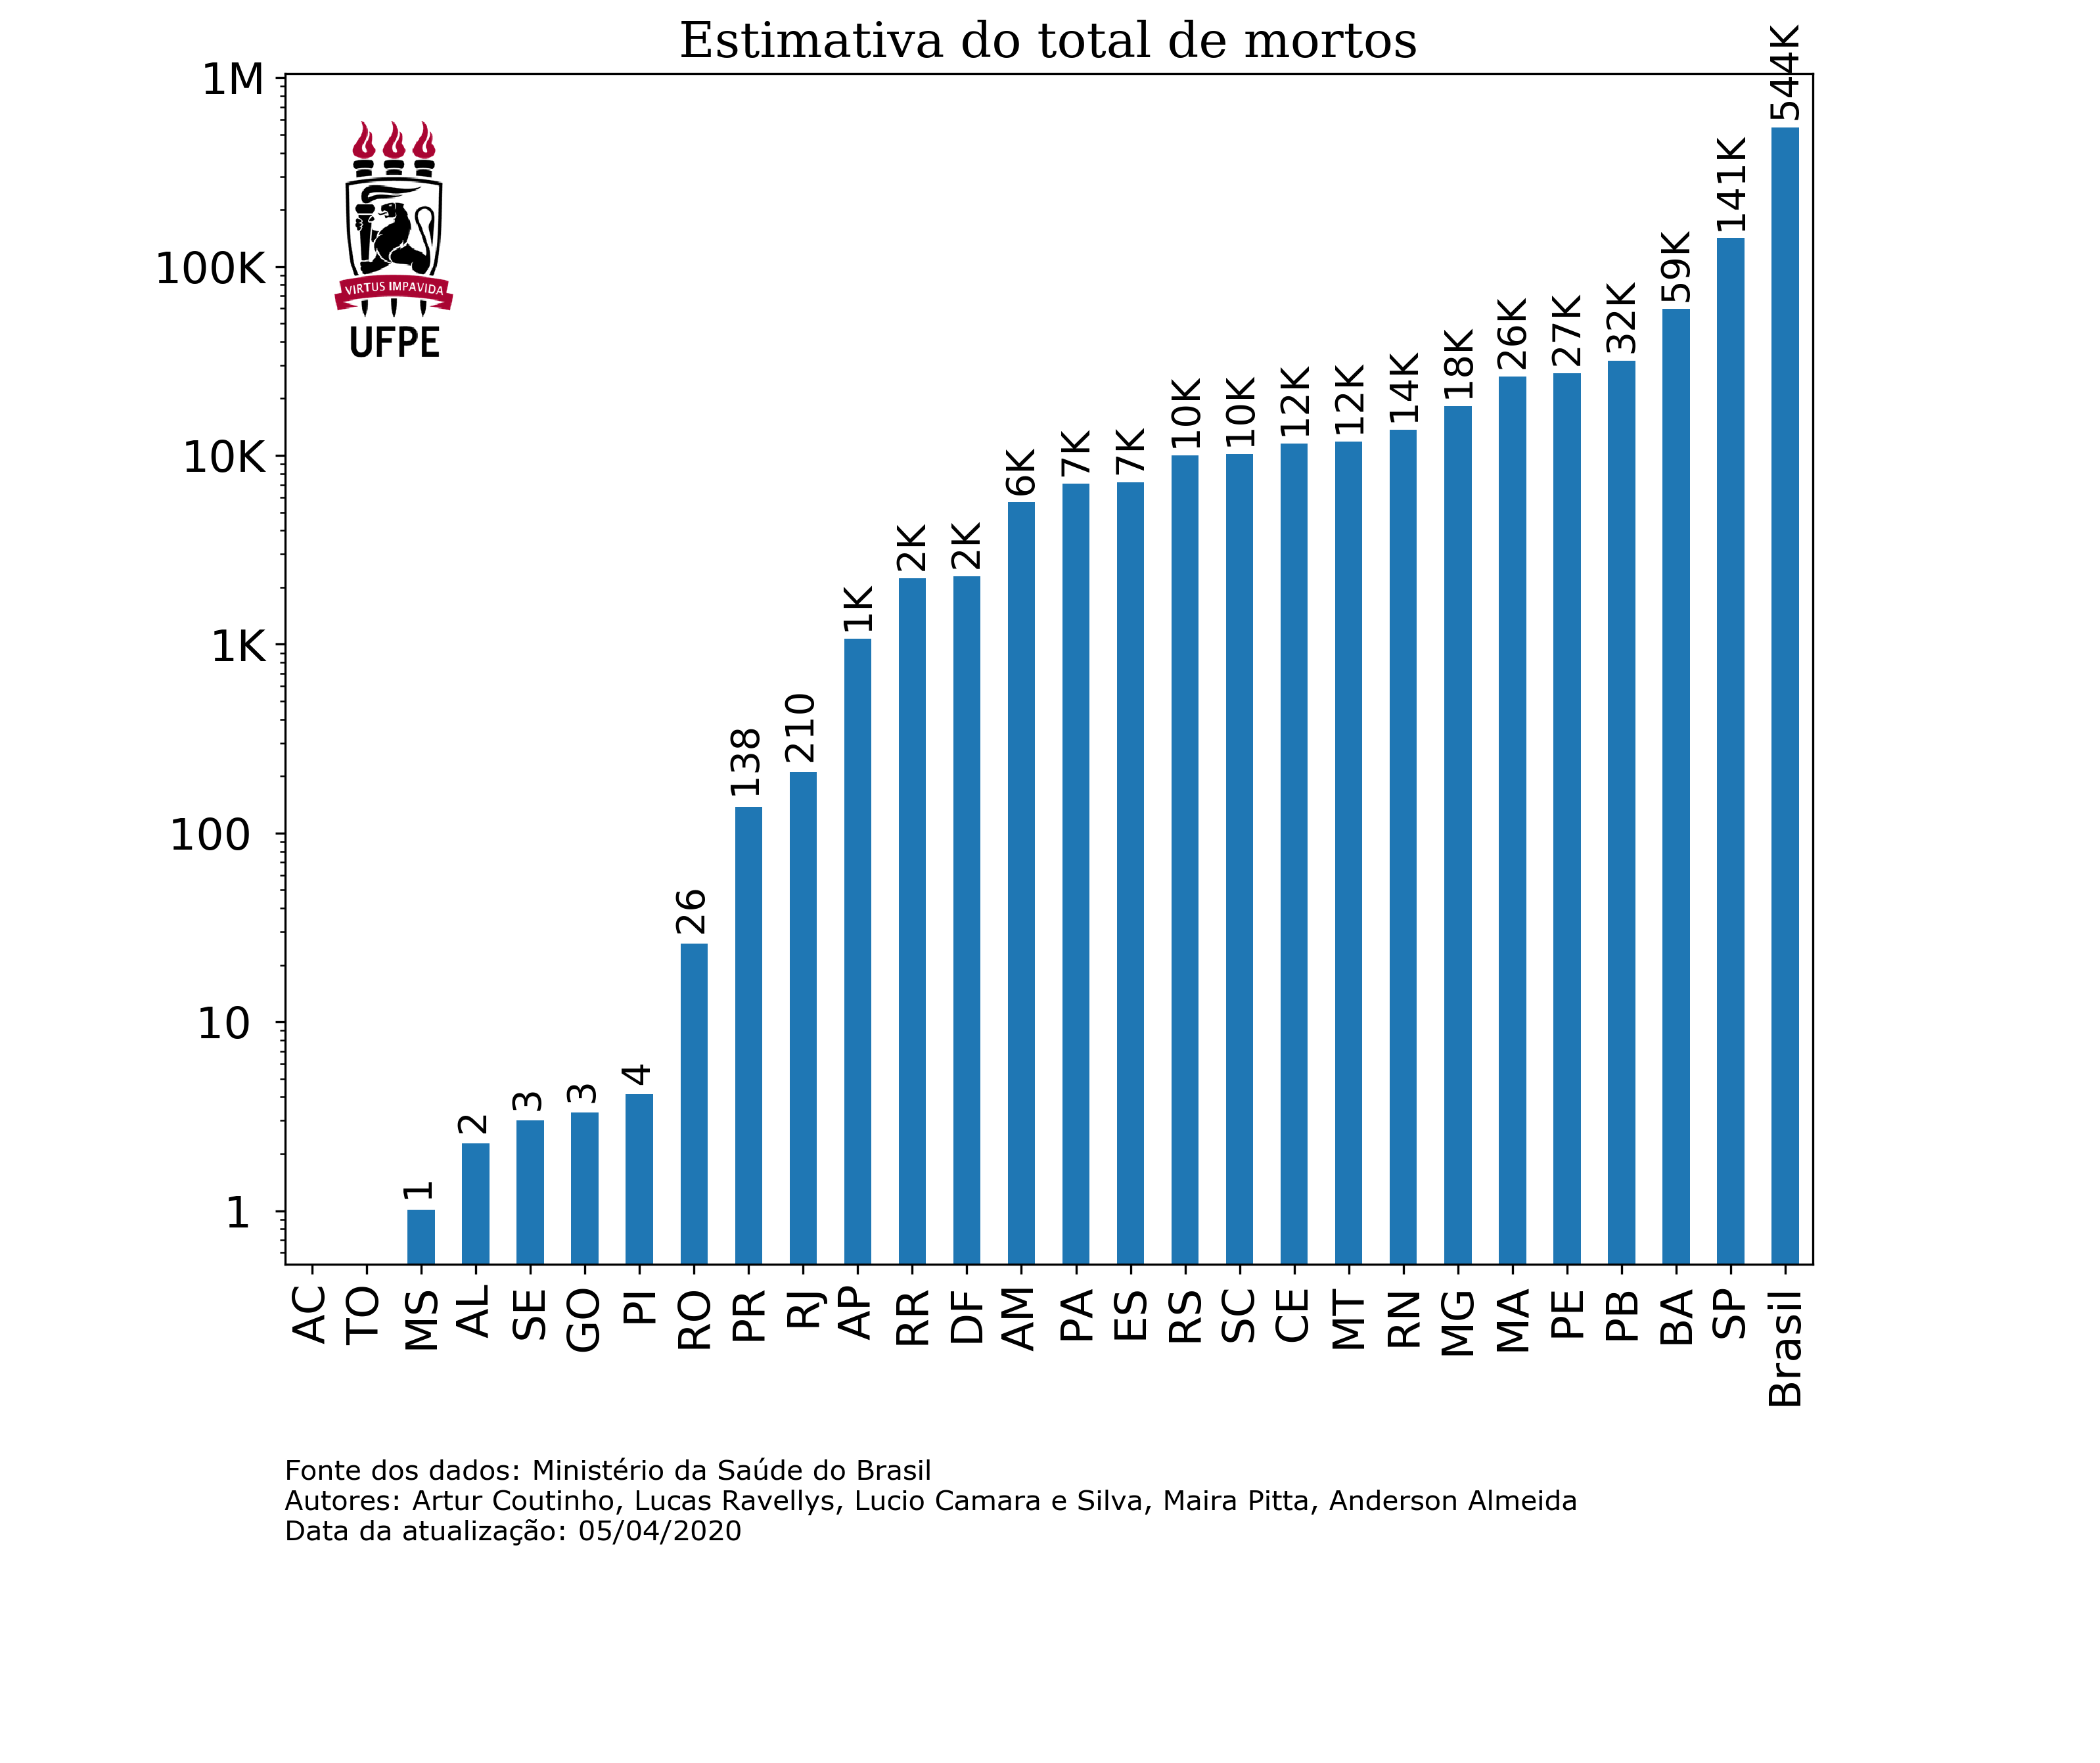 Estimativa do total de mortos
1M
100K
10K
1K
100
10
1
VIRTUS IMPAVIDA
UFPE
1
2
3
3
4
26
138
210
1K
2K
2K
6K
7K
7K
10K
10K
12K
12K
14K
18K
26K
27K
32K
59K
141K
544K
AC
TO
MS
AL
SE
GO
PI
RO
PR
RJ
AP
RR
DF
AM
PA
ES
RS
SC
CE
MT
RN
MG
MA
PE
PB
BA
SP
Brasil
Fonte dos dados: Ministério da Saúde do Brasil
Autores: Artur Coutinho, Lucas Ravellys, Lucio Camara e Silva, Maira Pitta, Anderson Almeida
Data da atualização: 05/04/2020